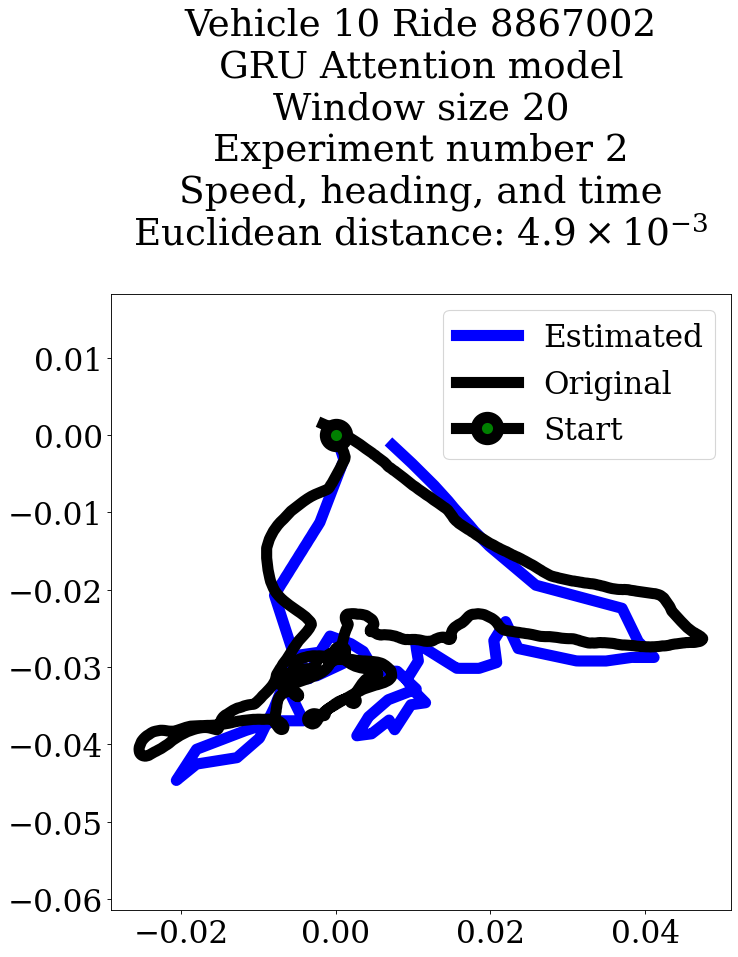 Vehicle 10 Ride 8867002
GRU Attention model
Window size 20
Experiment number 2
Speed, heading, and time
Euclidean distance: 4.9 × 10⁻³
Estimated
Original
Start
0.01
0.00
−0.01
−0.02
−0.03
−0.04
−0.05
−0.06
−0.02 0.00 0.02 0.04